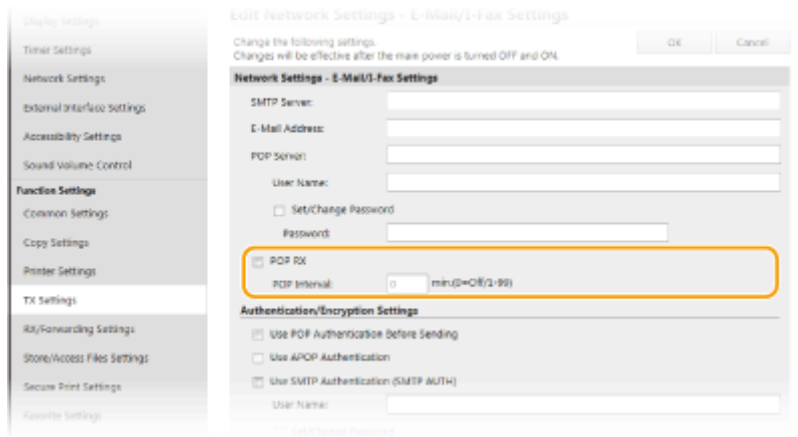 Display Settings
Timer Settings
Network Settings
External Interface Settings
Accessibility Settings
Sound Volume Control
Function Settings
Common Settings
Copy Settings
Printer Settings
TX Settings
RX/Forwarding Settings
Store/Access Files Settings
Secure Print Settings
Favorite Settings
Edit Network Settings - E-Mail/I-Fax Settings
Change the following settings.
Changes will be effective after the main power is turned OFF and ON.
OK
Cancel
Network Settings - E-Mail/I-Fax Settings
SMTP Server:
E-Mail Address:
POP Server:
User Name:
Set/Change Password
Password:
POP RX
POP Interval: 0 min.(0=Off/1-99)
Authentication/Encryption Settings
Use POP Authentication Before Sending
Use APOP Authentication
Use SMTP Authentication (SMTP AUTH)
User Name:
Set/Change Password